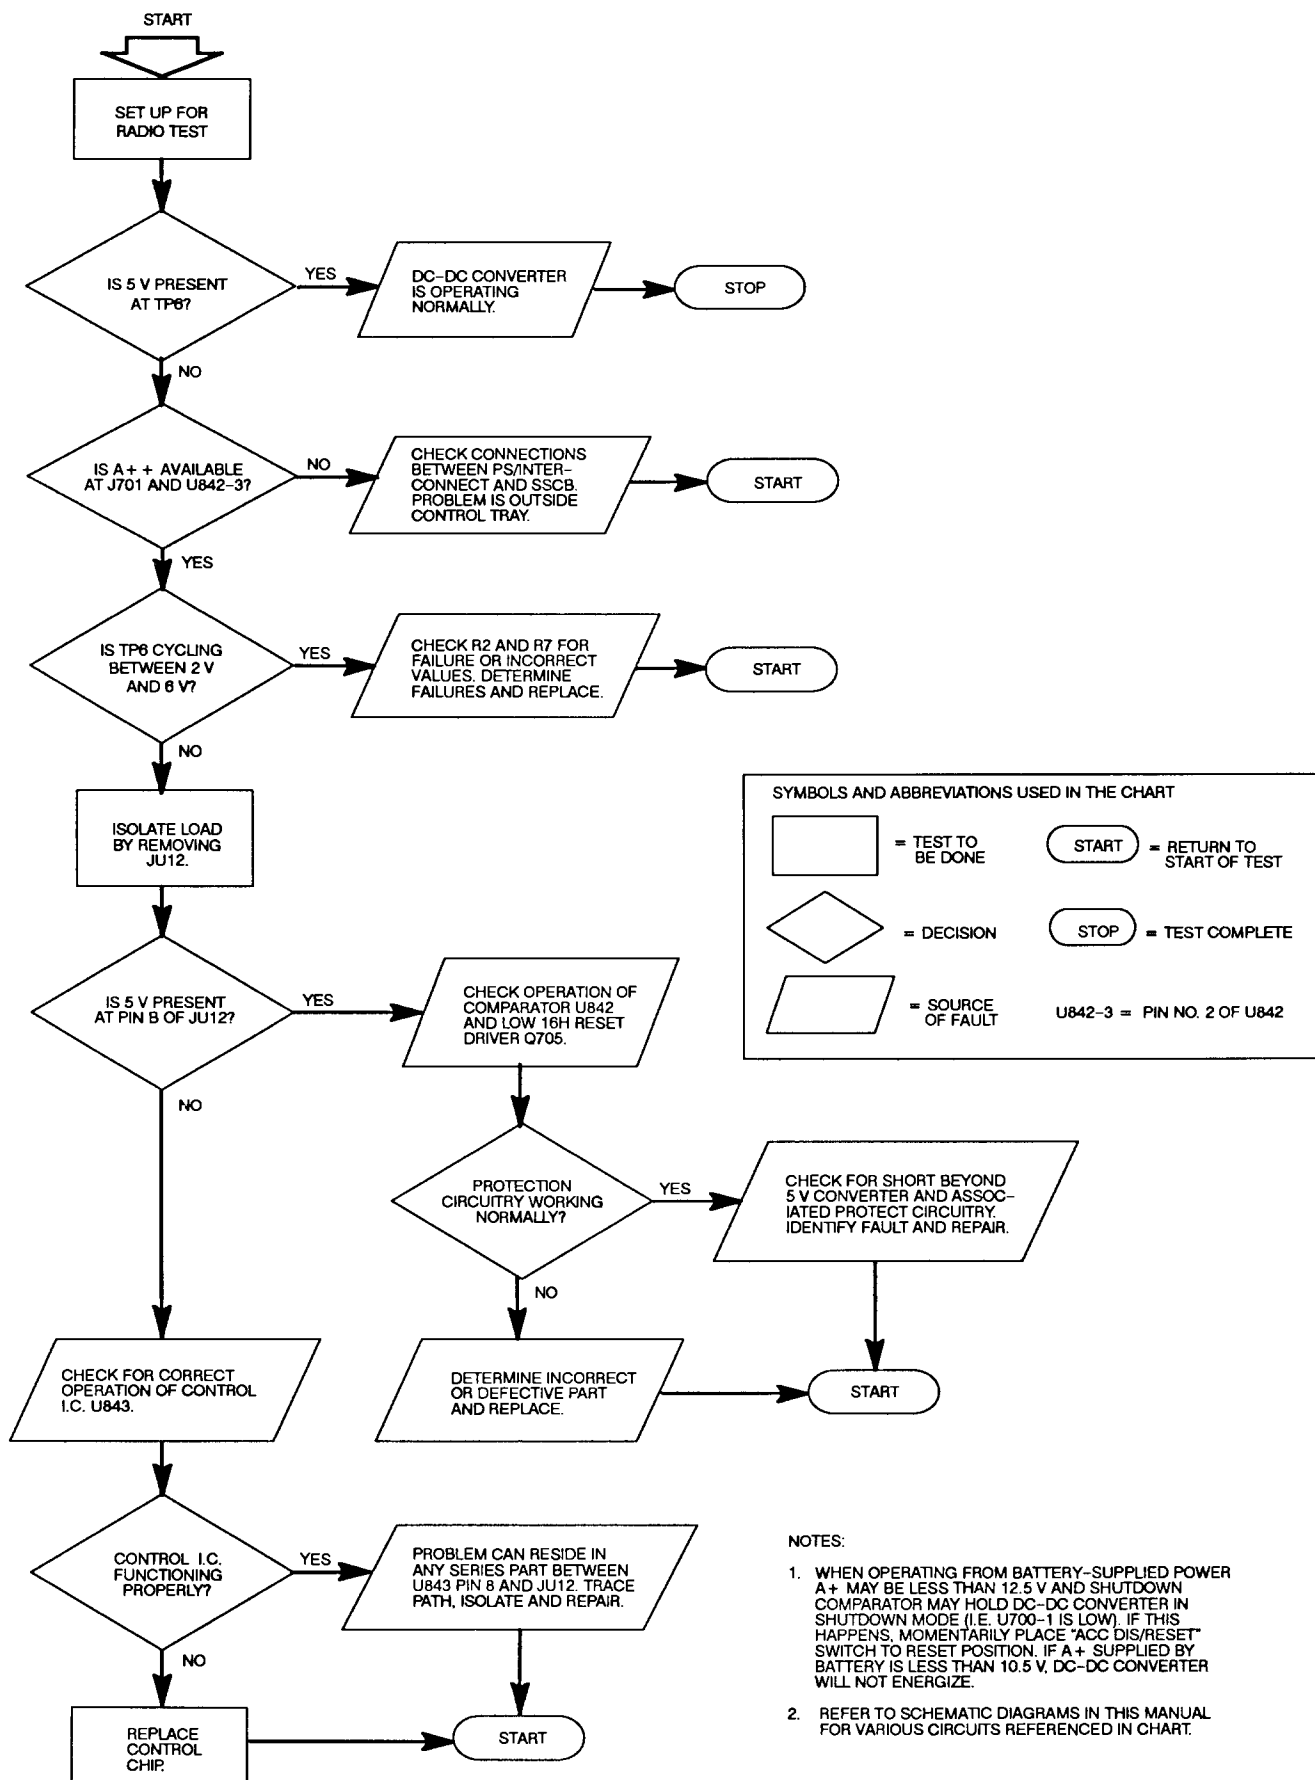 START
SET UP FOR
RADIO TEST
IS 5 V PRESENT
AT TP6?
YES
DC-DC CONVERTER
IS OPERATING
NORMALLY.
STOP
NO
IS A++ AVAILABLE
AT J701 AND U842-3?
NO
CHECK CONNECTIONS
BETWEEN PS/INTER-
CONNECT AND SSCB.
PROBLEM IS OUTSIDE
CONTROL TRAY.
START
YES
IS TP6 CYCLING
BETWEEN 2 V
AND 6 V?
YES
CHECK R2 AND R7 FOR
FAILURE OR INCORRECT
VALUES. DETERMINE
FAILURES AND REPLACE.
START
NO
ISOLATE LOAD
BY REMOVING
JU12.
SYMBOLS AND ABBREVIATIONS USED IN THE CHART
= TEST TO
BE DONE
START
= RETURN TO
START OF TEST
= DECISION
STOP
= TEST COMPLETE
= SOURCE
OF FAULT
U842-3 = PIN NO. 2 OF U842
IS 5 V PRESENT
AT PIN B OF JU12?
YES
CHECK OPERATION OF
COMPARATOR U842
AND LOW 16H RESET
DRIVER Q705.
NO
PROTECTION
CIRCUITRY WORKING
NORMALLY?
YES
CHECK FOR SHORT BEYOND
5 V CONVERTER AND ASSOC-
IATED PROTECT CIRCUITRY.
IDENTIFY FAULT AND REPAIR.
NO
DETERMINE INCORRECT
OR DEFECTIVE PART
AND REPLACE.
START
CHECK FOR CORRECT
OPERATION OF CONTROL
I.C. U843.
CONTROL I.C.
FUNCTIONING
PROPERLY?
YES
PROBLEM CAN RESIDE IN
ANY SERIES PART BETWEEN
U843 PIN 8 AND JU12. TRACE
PATH, ISOLATE AND REPAIR.
NO
REPLACE
CONTROL
CHIP.
START
NOTES:
1. WHEN OPERATING FROM BATTERY-SUPPLIED POWER
A+ MAY BE LESS THAN 12.5 V AND SHUTDOWN
COMPARATOR MAY HOLD DC-DC CONVERTER IN
SHUTDOWN MODE (I.E. U700-1 IS LOW). IF THIS
HAPPENS, MOMENTARILY PLACE "ACC DIS/RESET"
SWITCH TO RESET POSITION. IF A+ SUPPLIED BY
BATTERY IS LESS THAN 10.5 V, DC-DC CONVERTER
WILL NOT ENERGIZE.
2. REFER TO SCHEMATIC DIAGRAMS IN THIS MANUAL
FOR VARIOUS CIRCUITS REFERENCED IN CHART.